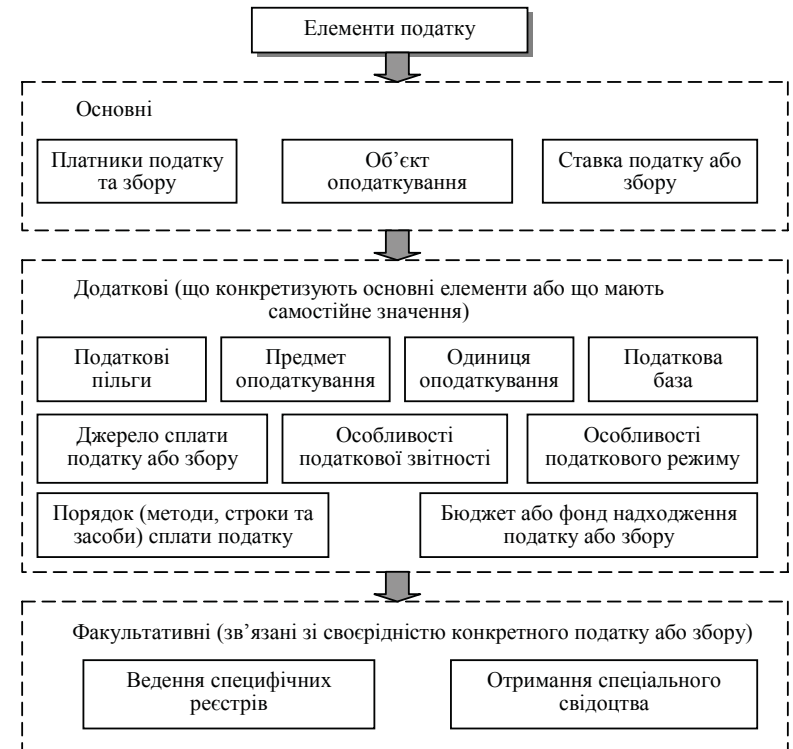 Елементи податку
Основні
Платники податку
та збору
Об’єкт
оподаткування
Ставка податку або
збору
Додаткові (що конкретизують основні елементи або що мають
самостійне значення)
Податкові
пільги
Предмет
оподаткування
Одиниця
оподаткування
Податкова
база
Джерело сплати
податку або збору
Особливості
податкової звітності
Особливості
податкового режиму
Порядок (методи, строки та
засоби) сплати податку
Бюджет або фонд надходження
податку або збору
Факультативні (зв’язані зі своєрідністю конкретного податку або збору)
Ведення специфічних
реєстрів
Отримання спеціального
свідоцтва